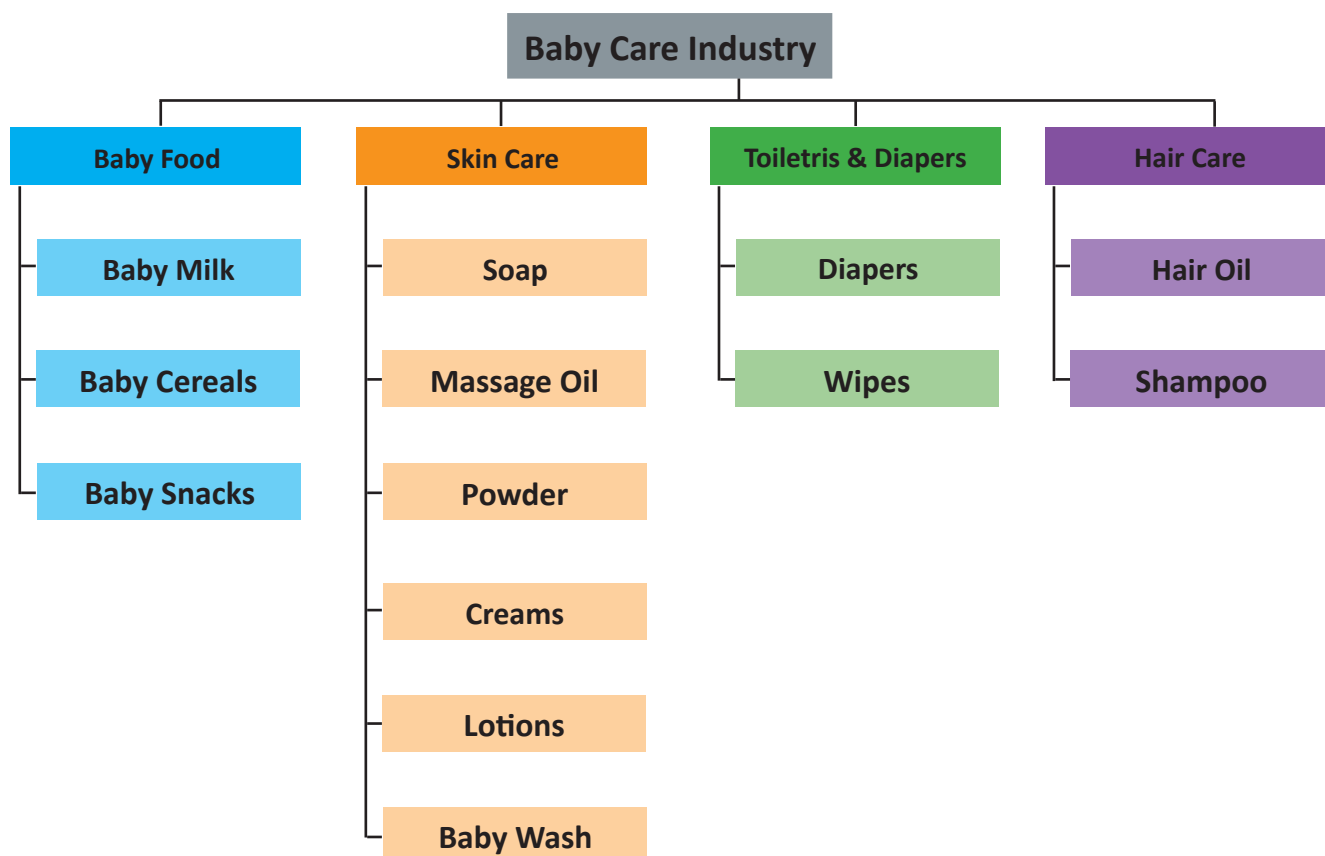 Baby Care Industry
Baby Food
Baby Milk
Baby Cereals
Baby Snacks
Skin Care
Soap
Massage Oil
Powder
Creams
Lotions
Baby Wash
Toiletris & Diapers
Diapers
Wipes
Hair Care
Hair Oil
Shampoo